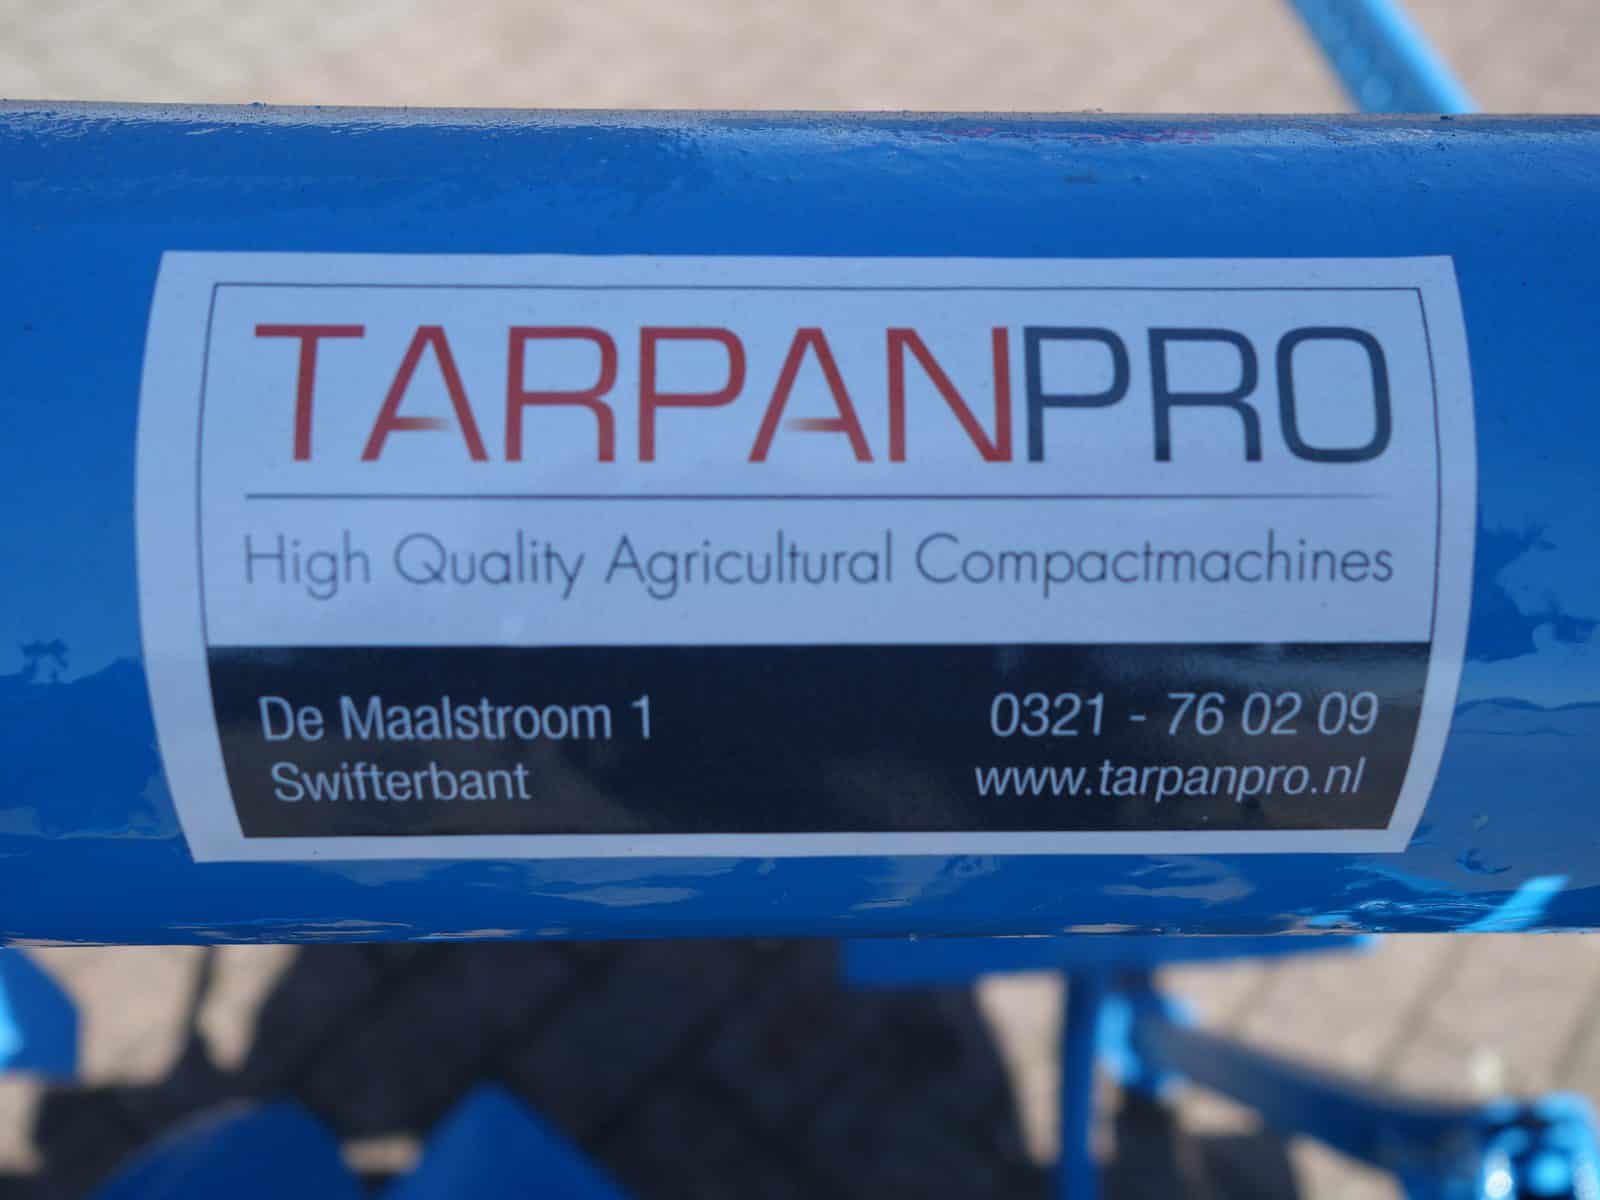 TARPANPRO
High Quality Agricultural Compactmachines
De Maalstroom 1
Swifterbant
0321 - 76 02 09
www.tarpanpro.nl